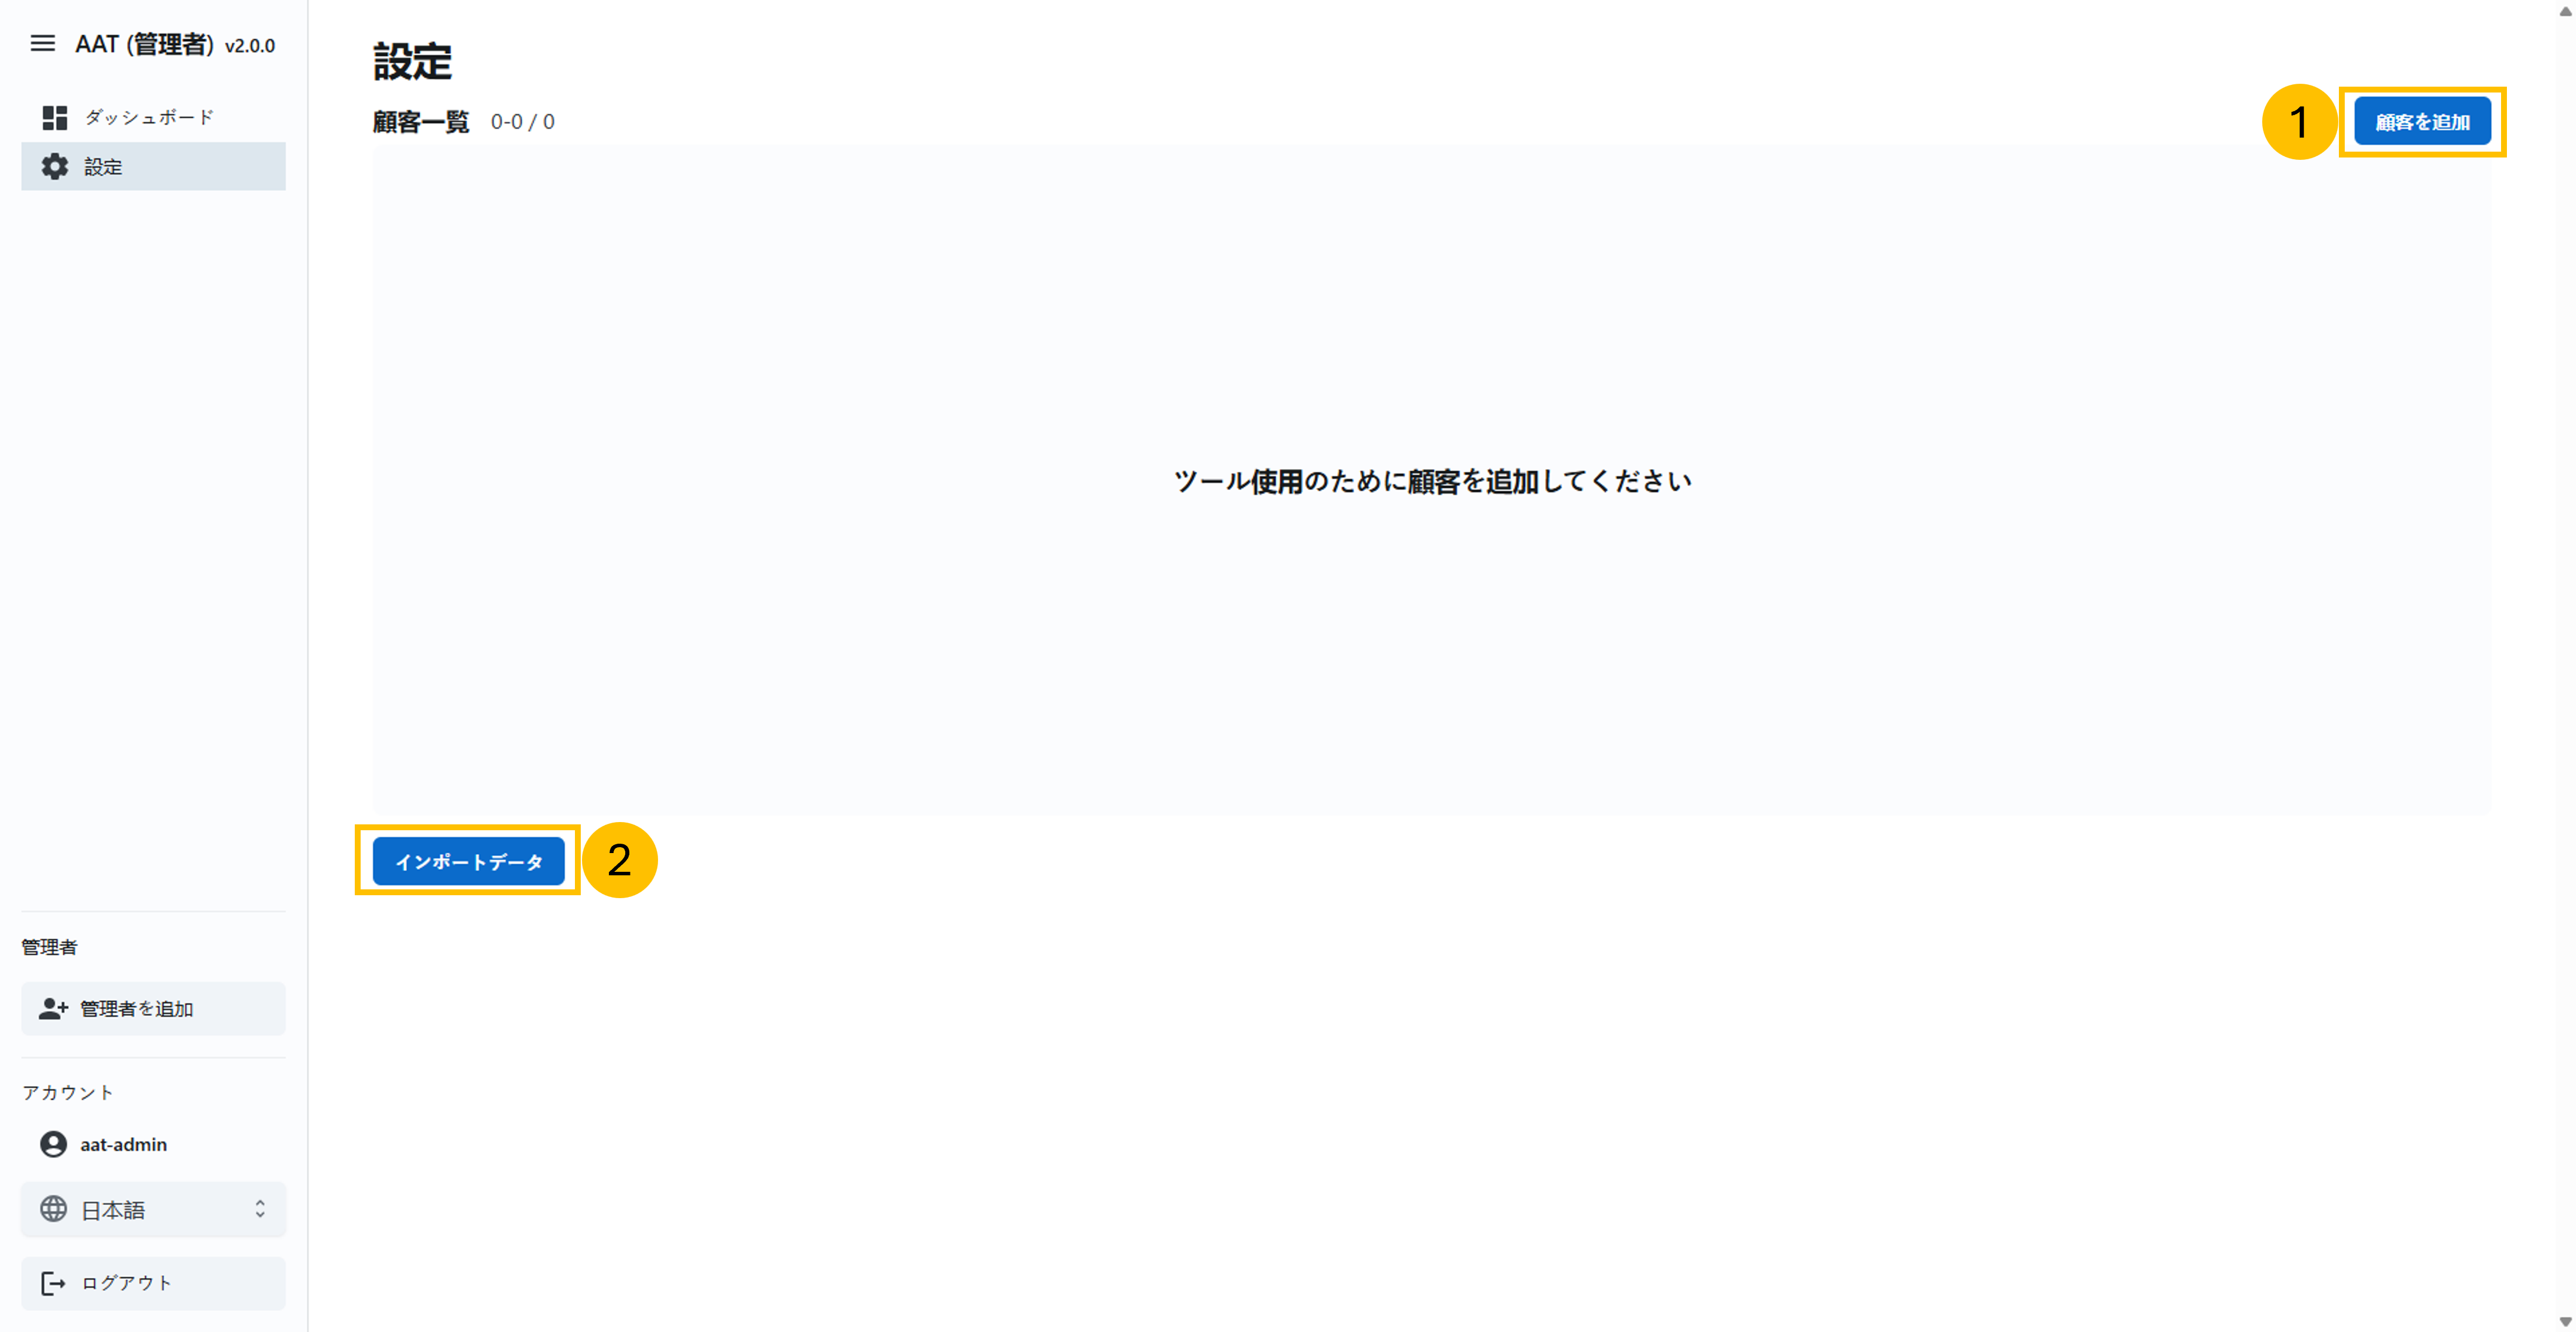 AAT (管理者) v2.0.0
ダッシュボード
設定
管理者
管理者を追加
アカウント
aat-admin
日本語
ログアウト
設定
顧客一覧 0-0 / 0
1
顧客を追加
ツール使用のために顧客を追加してください
インポートデータ
2